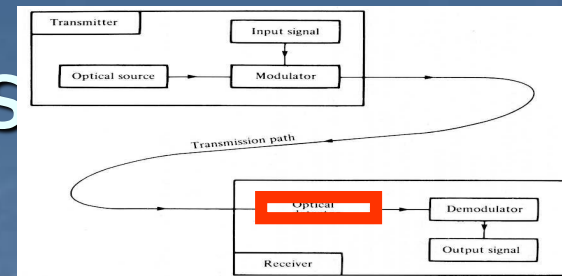 Transmitter
Input signal
Optical source
Modulator
S
Transmission path
Optical
Demodulator
Output signal
Receiver